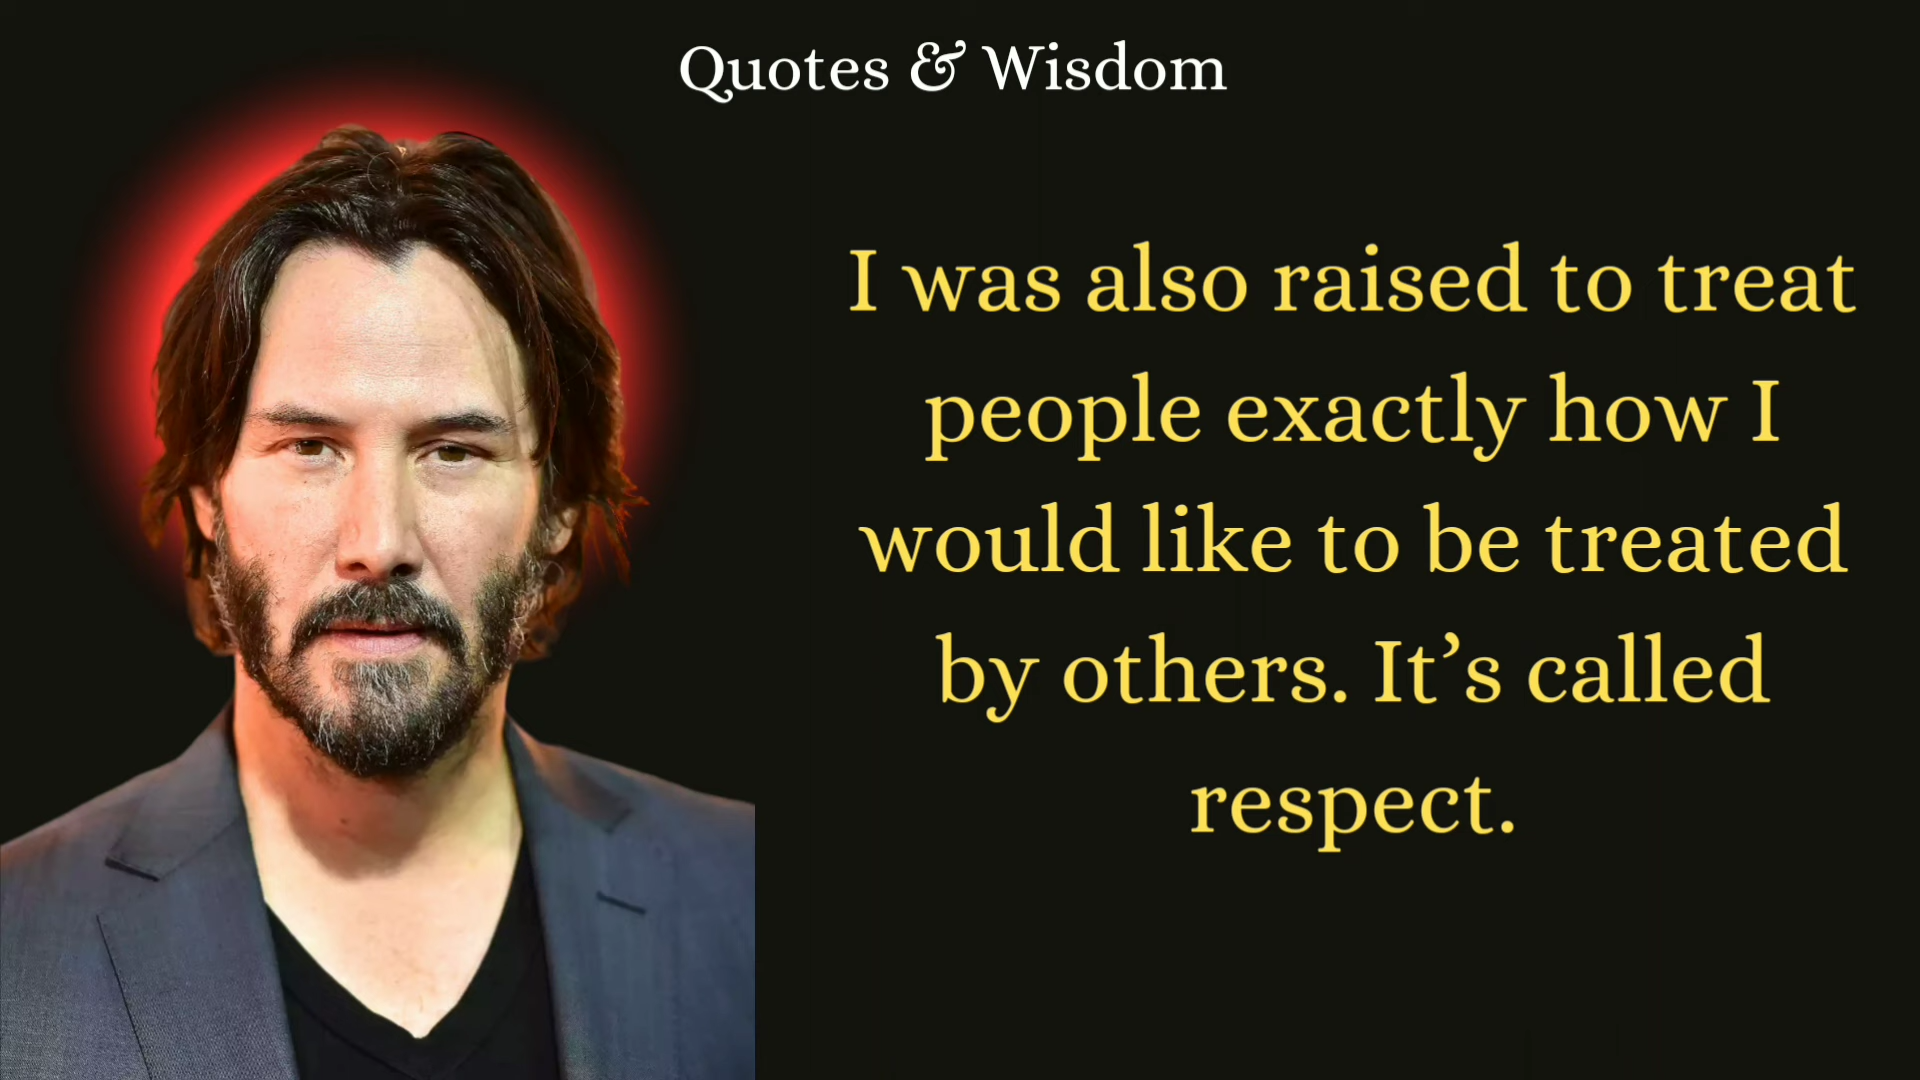 Quotes & Wisdom
I was also raised to treat
people exactly how I
would like to be treated
by others. It’s called
respect.